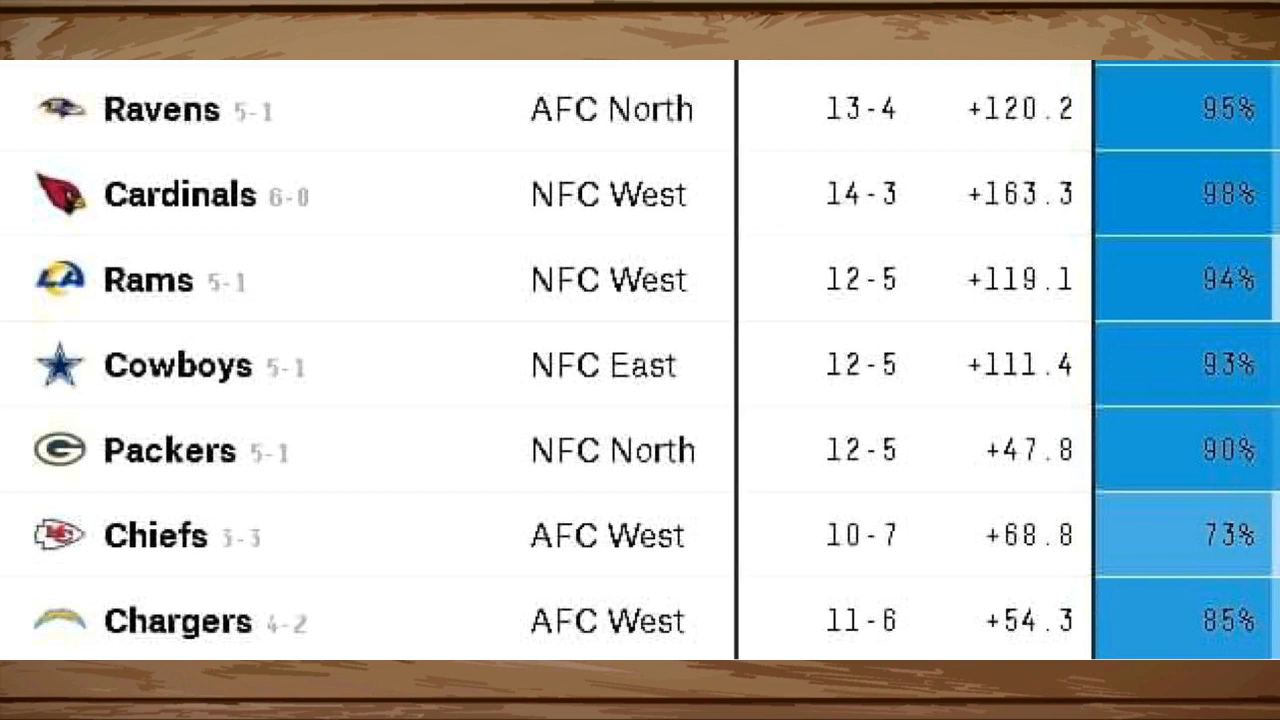 Ravens 5-1 AFC North 13-4 +120.2 95%
Cardinals 6-0 NFC West 14-3 +163.3 98%
Rams 5-1 NFC West 12-5 +119.1 94%
Cowboys 5-1 NFC East 12-5 +111.4 93%
Packers 5-1 NFC North 12-5 +47.8 90%
Chiefs 3-3 AFC West 10-7 +68.8 73%
Chargers 4-2 AFC West 11-6 +54.3 85%